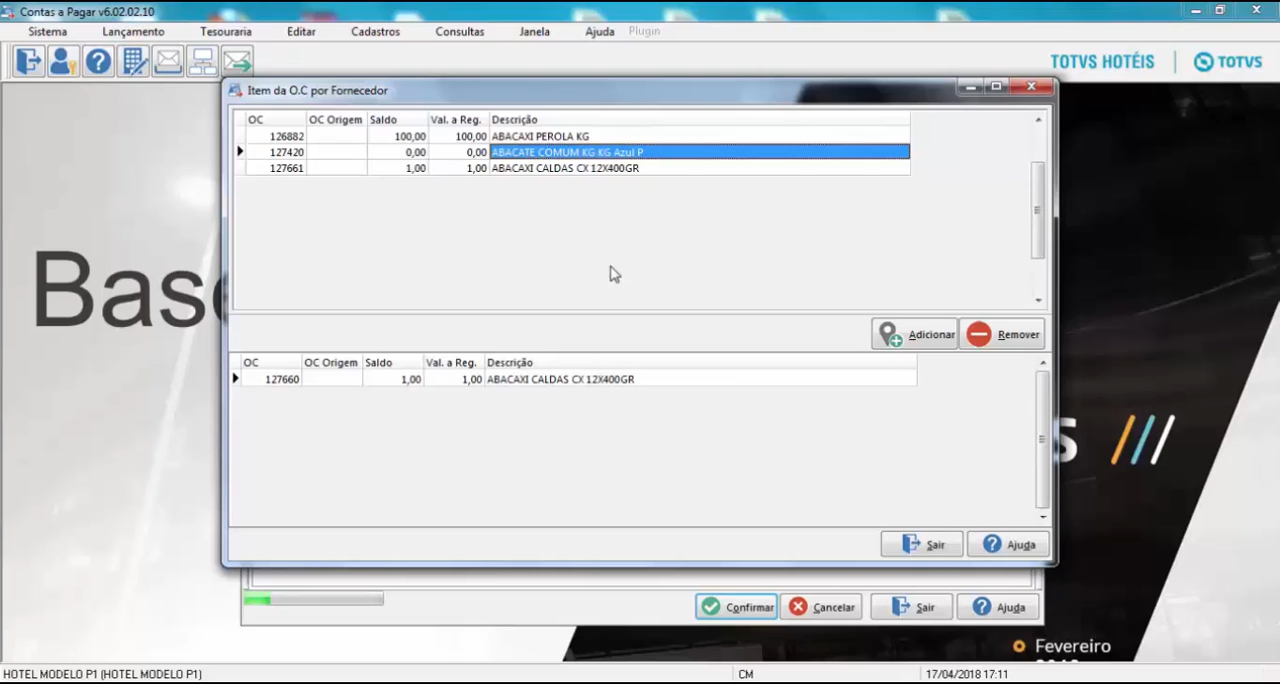 Contas a Pagar v6.02.02.10
Sistema Lançamento Tesouraria Editar Cadastros Consultas Janela Ajuda Plugin
TOTVS HOTÉIS TOTVS
Item da O.C por Fornecedor
OC OC Origem Saldo Val. a Reg. Descrição
126882 100,00 100,00 ABACAXI PEROLA KG
127420 0,00 0,00 ABACATE COMUM KG KG Azul P
127661 1,00 1,00 ABACAXI CALDAS CX 12X400GR
Adicionar Remover
OC OC Origem Saldo Val. a Reg. Descrição
127660 1,00 1,00 ABACAXI CALDAS CX 12X400GR
Sair Ajuda
Confirmar Cancelar Sair Ajuda
Fevereiro
HOTEL MODELO P1 (HOTEL MODELO P1) CM 17/04/2018 17:11